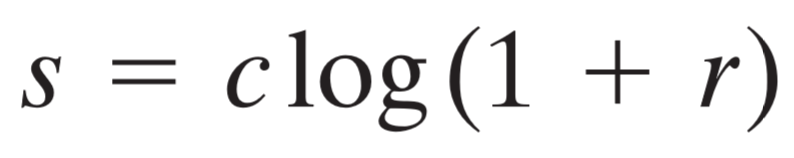 s = c log(1 + r)